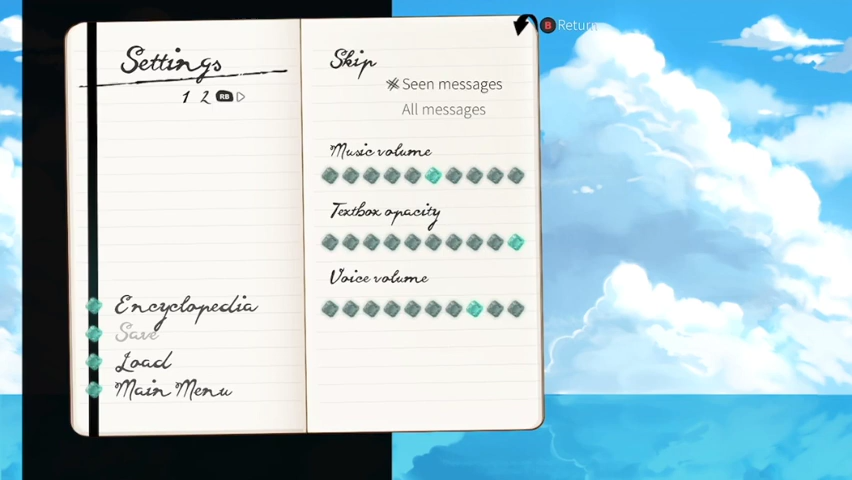 Settings
1 2 RB
Encyclopedia
Save
Load
Main Menu
B Return
Skip
Seen messages
All messages
Music volume
Textbox opacity
Voice volume